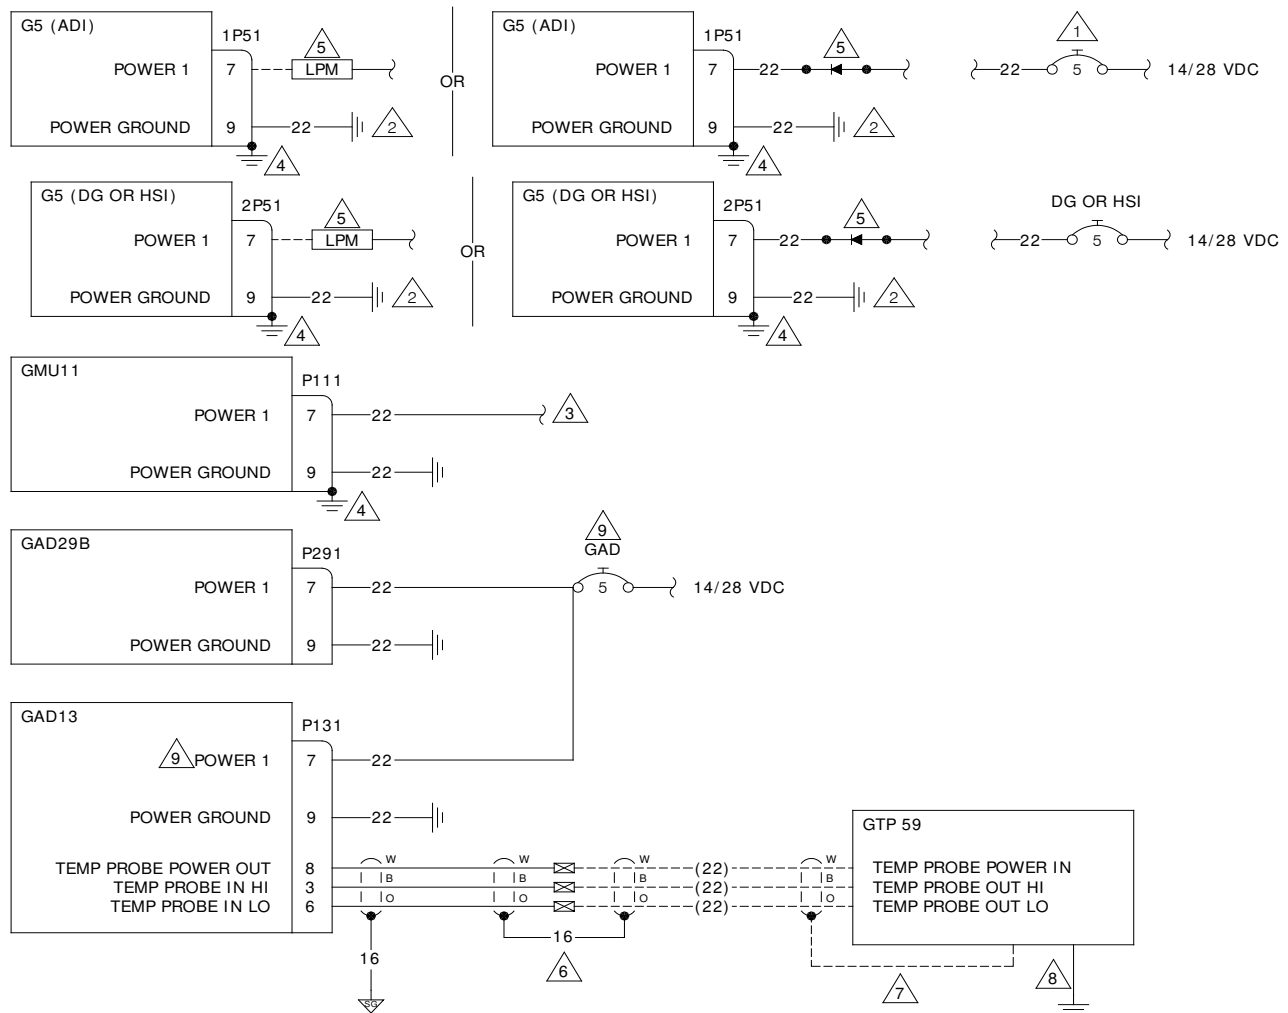 G5 (ADI)
1P51
5
POWER 1
7
LPM
POWER GROUND
9
22
2
4
OR
G5 (ADI)
1P51
5
POWER 1
7
22
POWER GROUND
9
22
2
4
1
22
5
14/28 VDC
G5 (DG OR HSI)
2P51
5
POWER 1
7
LPM
POWER GROUND
9
22
2
4
OR
G5 (DG OR HSI)
2P51
5
POWER 1
7
22
POWER GROUND
9
22
2
4
DG OR HSI
22
5
14/28 VDC
GMU11
P111
POWER 1
7
22
3
POWER GROUND
9
22
4
GAD29B
P291
9
GAD
POWER 1
7
22
5
14/28 VDC
POWER GROUND
9
22
GAD13
P131
9
POWER 1
7
22
POWER GROUND
9
22
GTP 59
TEMP PROBE POWER OUT
8
W
W
W
(22)
W
TEMP PROBE POWER IN
TEMP PROBE IN HI
3
B
B
B
(22)
B
TEMP PROBE OUT HI
TEMP PROBE IN LO
6
O
O
O
(22)
O
TEMP PROBE OUT LO
16
SG
16
6
7
8